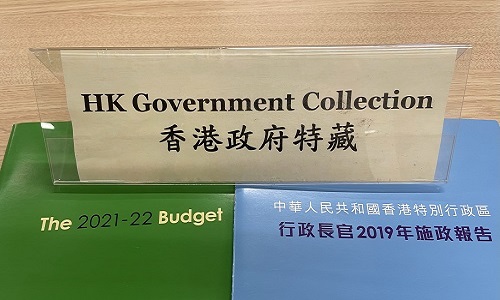 HK Government Collection
香港政府特藏
The 2021-22 Budget
中華人民共和國香港特別行政區
行政長官2019年施政報告